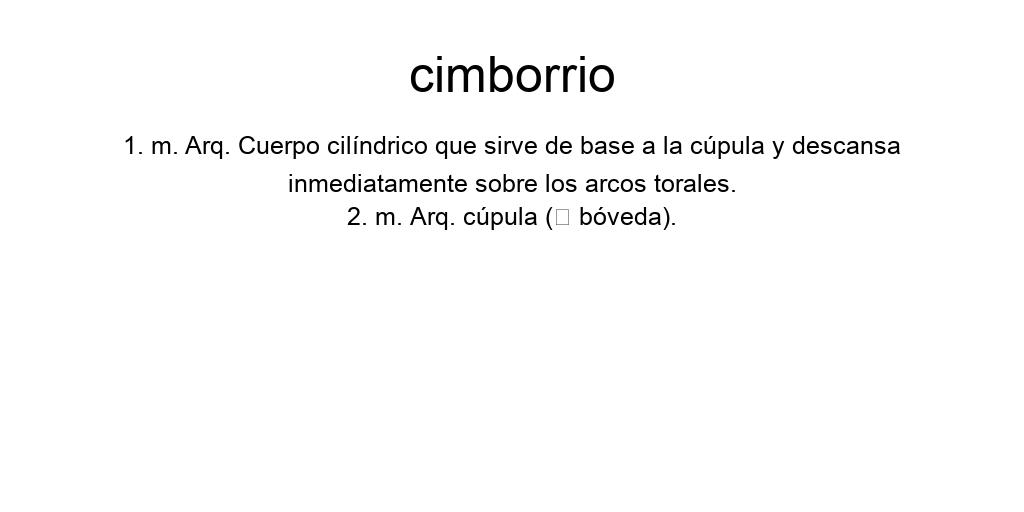 cimborrio
1. m. Arq. Cuerpo cilíndrico que sirve de base a la cúpula y descansa
inmediatamente sobre los arcos torales.
2. m. Arq. cúpula (□ bóveda).